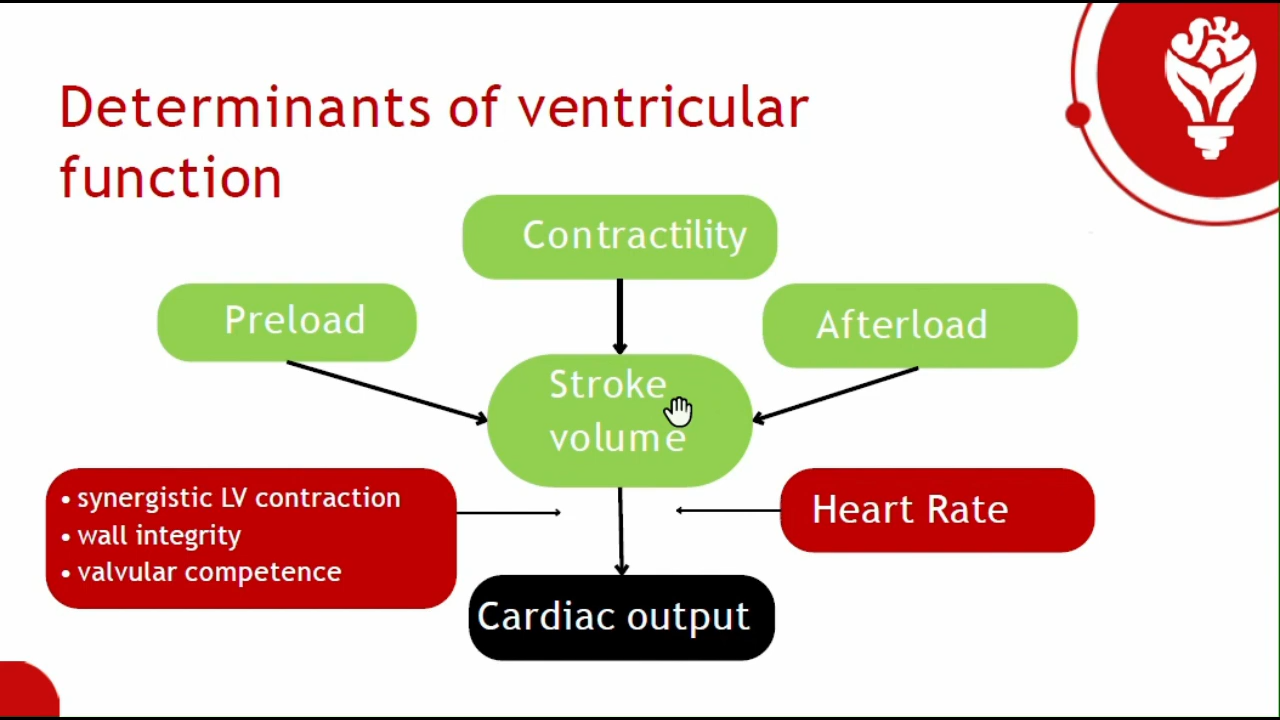 Determinants of ventricular
function
Contractility
Preload
Afterload
Stroke
volume
• synergistic LV contraction
• wall integrity
• valvular competence
Heart Rate
Cardiac output